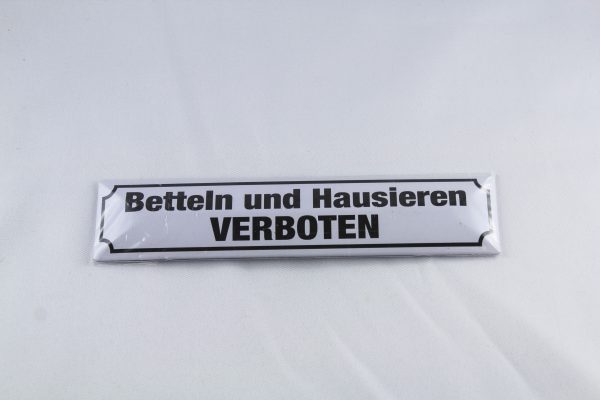 Betteln und Hausieren
VERBOTEN